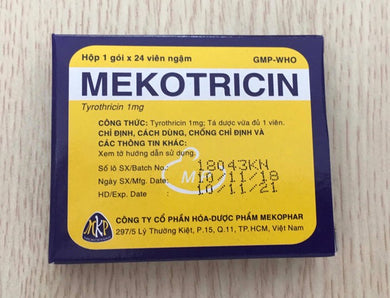 Hộp 1 gói x 24 viên ngậm GMP-WHO
MEKOTRICIN
Tyrothricin 1mg
CÔNG THỨC: Tyrothricin 1mg; Tá dược vừa đủ 1 viên.
CHỈ ĐỊNH, CÁCH DÙNG, CHỐNG CHỈ ĐỊNH VÀ
CÁC THÔNG TIN KHÁC:
Xem tờ hướng dẫn sử dụng.
Số lô SX/Batch No.: 18043KN
Ngày SX/Mfg. Date: 10/11/18
HD/Exp. Date : 10/11/21
MKP
CÔNG TY CỔ PHẦN HÓA-DƯỢC PHẨM MEKOPHAR
297/5 Lý Thường Kiệt, P.15, Q.11, TP.HCM, Việt Nam